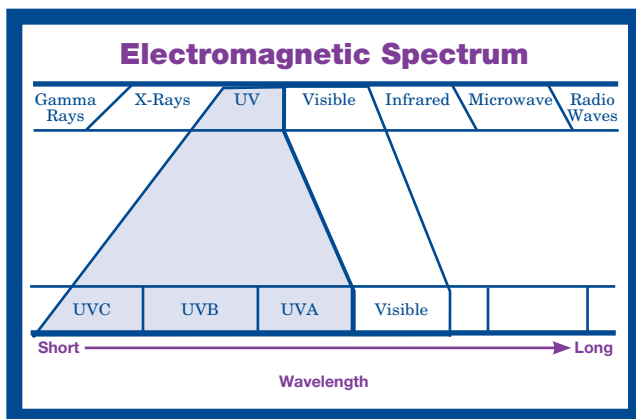 Electromagnetic Spectrum
Gamma Rays X-Rays UV Visible Infrared Microwave Radio Waves
UVC UVB UVA Visible
Short Long
Wavelength